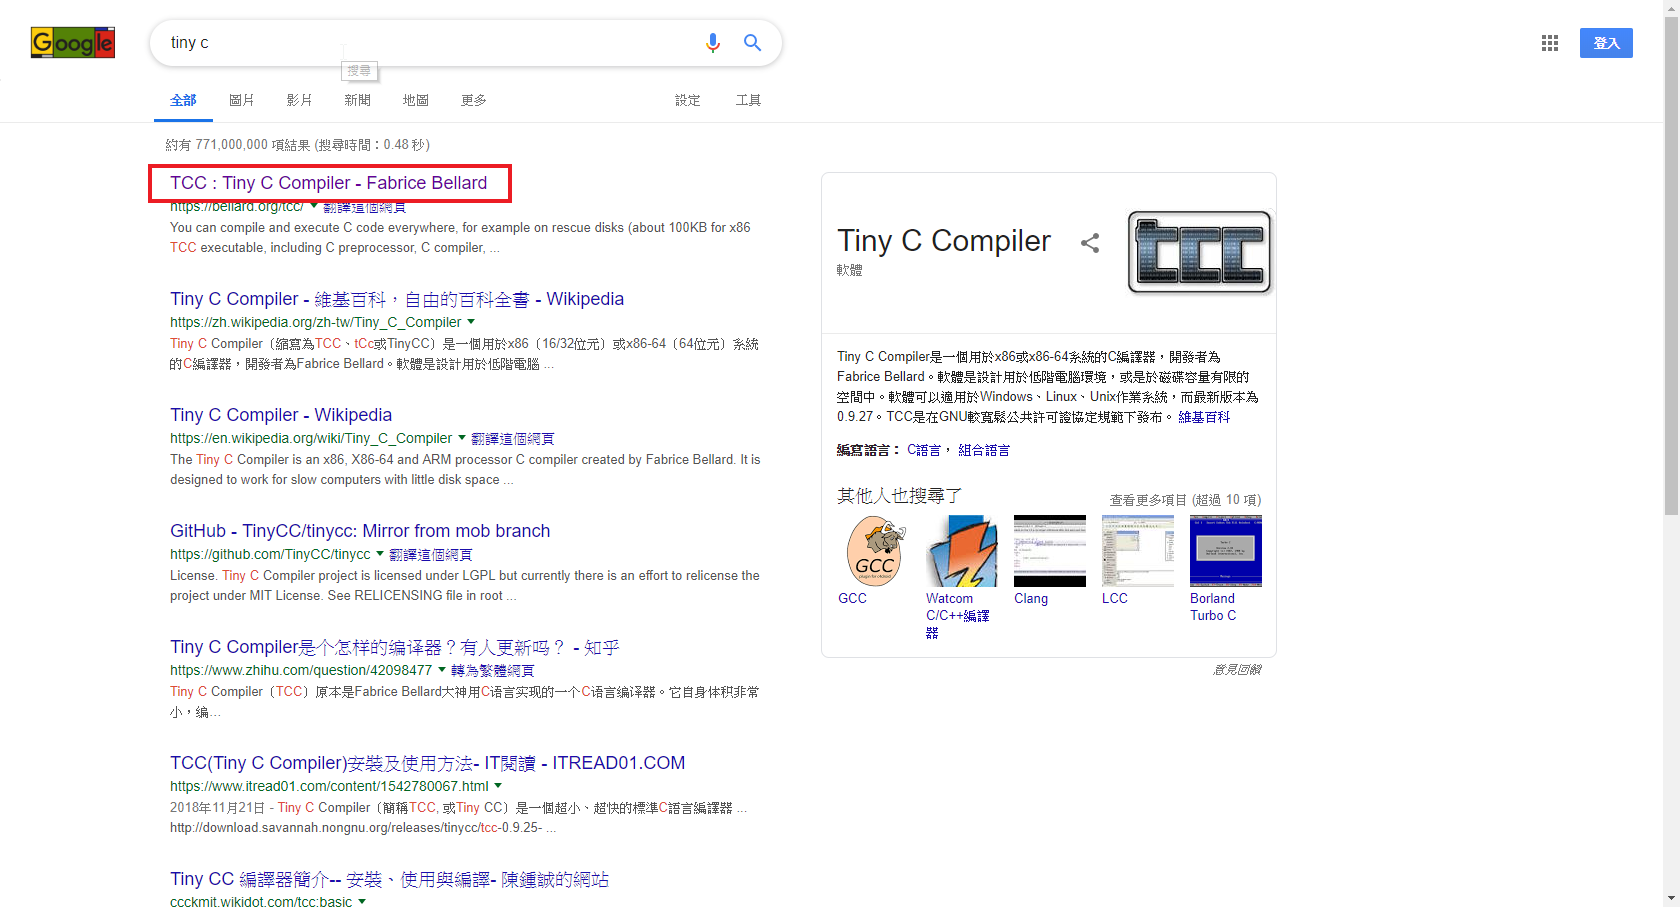 Google
tiny c
搜尋
登入
全部 圖片 影片 新聞 地圖 更多 設定 工具
約有 771,000,000 項結果 (搜尋時間：0.48 秒)
TCC : Tiny C Compiler - Fabrice Bellard
https://bellard.org/tcc/ 翻譯這個網頁
You can compile and execute C code everywhere, for example on rescue disks (about 100KB for x86
TCC executable, including C preprocessor, C compiler, ...
Tiny C Compiler - 維基百科，自由的百科全書 - Wikipedia
https://zh.wikipedia.org/zh-tw/Tiny_C_Compiler
Tiny C Compiler（縮寫為TCC、tCc或TinyCC）是一個用於x86（16/32位元）或x86-64（64位元）系統
的C編譯器，開發者為Fabrice Bellard。軟體是設計用於低階電腦 ...
Tiny C Compiler - Wikipedia
https://en.wikipedia.org/wiki/Tiny_C_Compiler 翻譯這個網頁
The Tiny C Compiler is an x86, X86-64 and ARM processor C compiler created by Fabrice Bellard. It is
designed to work for slow computers with little disk space ...
GitHub - TinyCC/tinycc: Mirror from mob branch
https://github.com/TinyCC/tinycc 翻譯這個網頁
License. Tiny C Compiler project is licensed under LGPL but currently there is an effort to relicense the
project under MIT License. See RELICENSING file in root ...
Tiny C Compiler是个怎样的编译器？有人更新吗？ - 知乎
https://www.zhihu.com/question/42098477 轉為繁體網頁
Tiny C Compiler（TCC）原本是Fabrice Bellard大神用C语言实现的一个C语言编译器。它自身体积非常
小，编...
TCC(Tiny C Compiler)安裝及使用方法- IT閱讀 - ITREAD01.COM
https://www.itread01.com/content/1542780067.html
2018年11月21日 - Tiny C Compiler（簡稱TCC, 或Tiny CC）是一個超小、超快的標準C語言編譯器 ...
http://download.savannah.nongnu.org/releases/tinycc/tcc-0.9.25- ...
Tiny CC 編譯器簡介-- 安裝、使用與編譯- 陳鍾誠的網站
ccckmit.wikidot.com/tcc:basic
Tiny C Compiler
軟體
TCC
Tiny C Compiler是一個用於x86或x86-64系統的C編譯器，開發者為
Fabrice Bellard。軟體是設計用於低階電腦環境，或是於磁碟容量有限的
空間中。軟體可以適用於Windows、Linux、Unix作業系統，而最新版本為
0.9.27。TCC是在GNU較寬鬆公共許可證協定規範下發布。 維基百科
編寫語言： C語言， 組合語言
其他人也搜尋了
查看更多項目 (超過 10 項)
GCC
GCC
Watcom
C/C++編譯
器
Clang
LCC
Borland
Turbo C
意見回饋